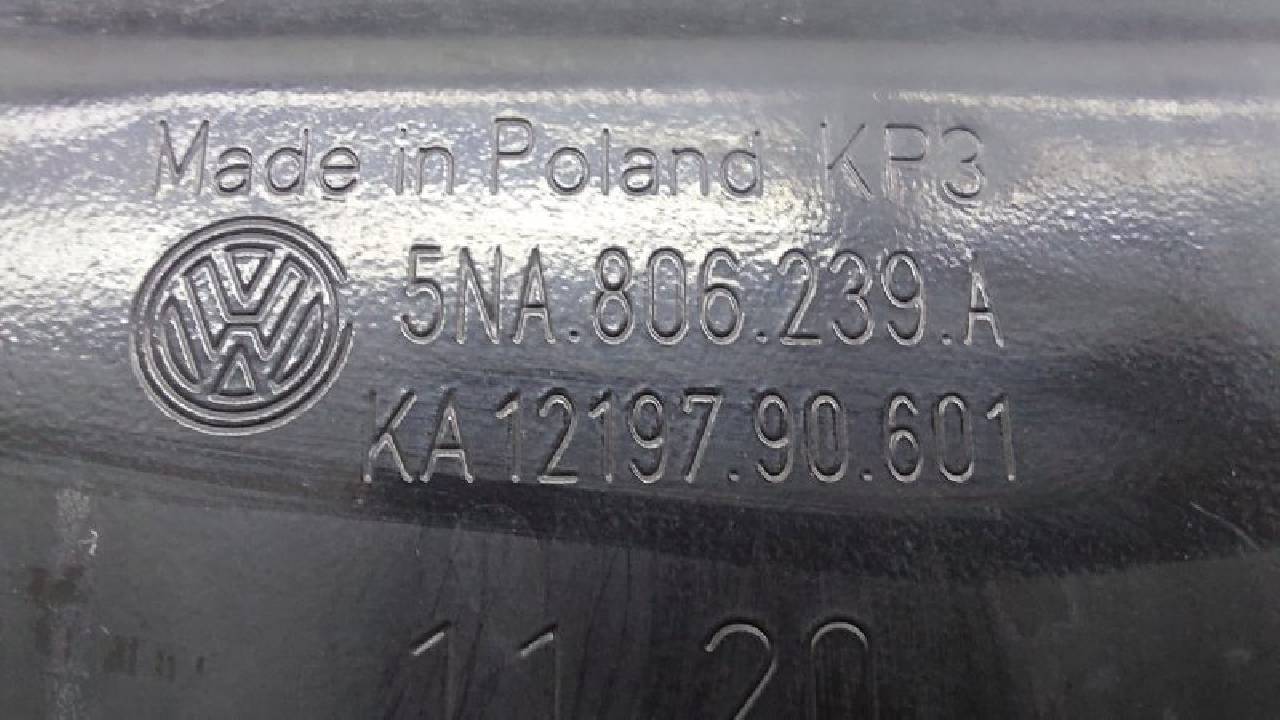 Made in Poland KP3
5NA.806.239.A
KA 12197.90.601
11 20